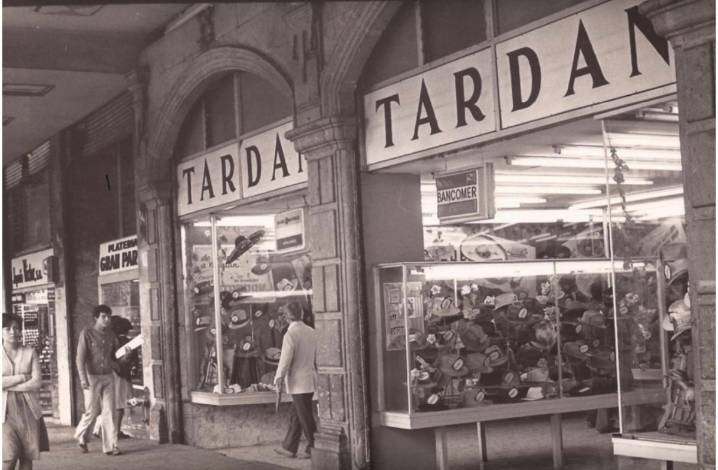 TARDAN
TARDAN
BANCOMER
PLATERIA
GRAN PAR